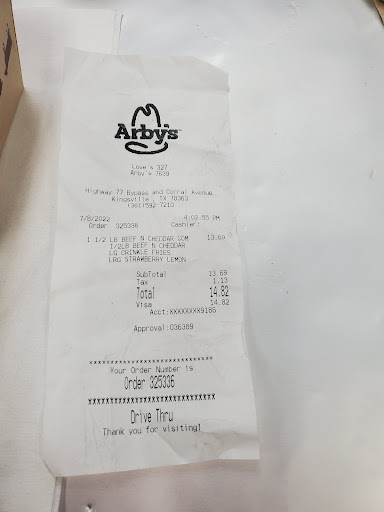 Arby's
Love's 327
Arby's 7639
Highway 77 Bypass and Corral Avenue
Kingsville , TX 78363
(361)592-7210
7/8/2022 4:02:55 PM
Order 325336 Cashier:
1 1/2 LB BEEF N CHEDDAR COM 13.69
1/2LB BEEF N CHEDDAR
LG CRINKLE FRIES
LRG STRAWBERRY LEMON
SubTotal 13.69
Tax 1.13
Total 14.82
Visa 14.82
Acct:XXXXXXXX9186
Approval:036389
******************************
Your Order Number is
Order 325336
******************************
Drive Thru
Thank you for visiting!